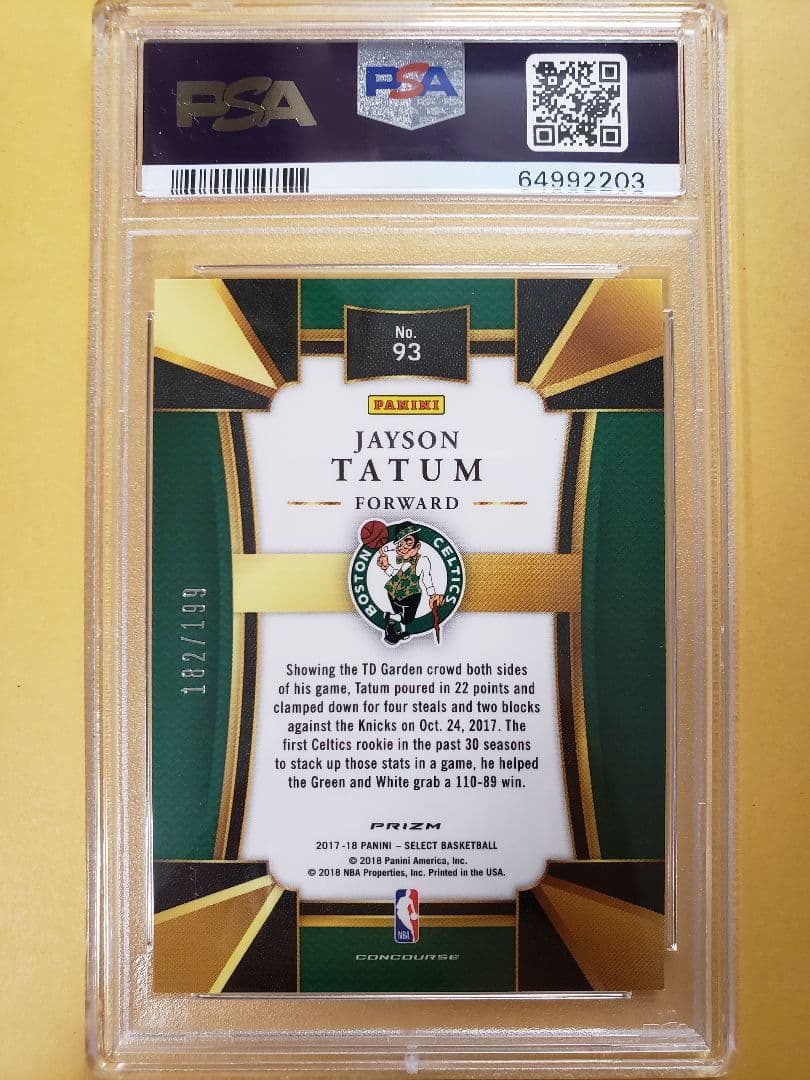 PSA
PSA
64992203
No.
93
PANINI
JAYSON
TATUM
FORWARD
BOSTON CELTICS
182/199
Showing the TD Garden crowd both sides
of his game, Tatum poured in 22 points and
clamped down for four steals and two blocks
against the Knicks on Oct. 24, 2017. The
first Celtics rookie in the past 30 seasons
to stack up those stats in a game, he helped
the Green and White grab a 110-89 win.
PRIZM
2017-18 PANINI – SELECT BASKETBALL
© 2018 Panini America, Inc.
© 2018 NBA Properties, Inc. Printed in the USA.
NBA
CONCOURSE